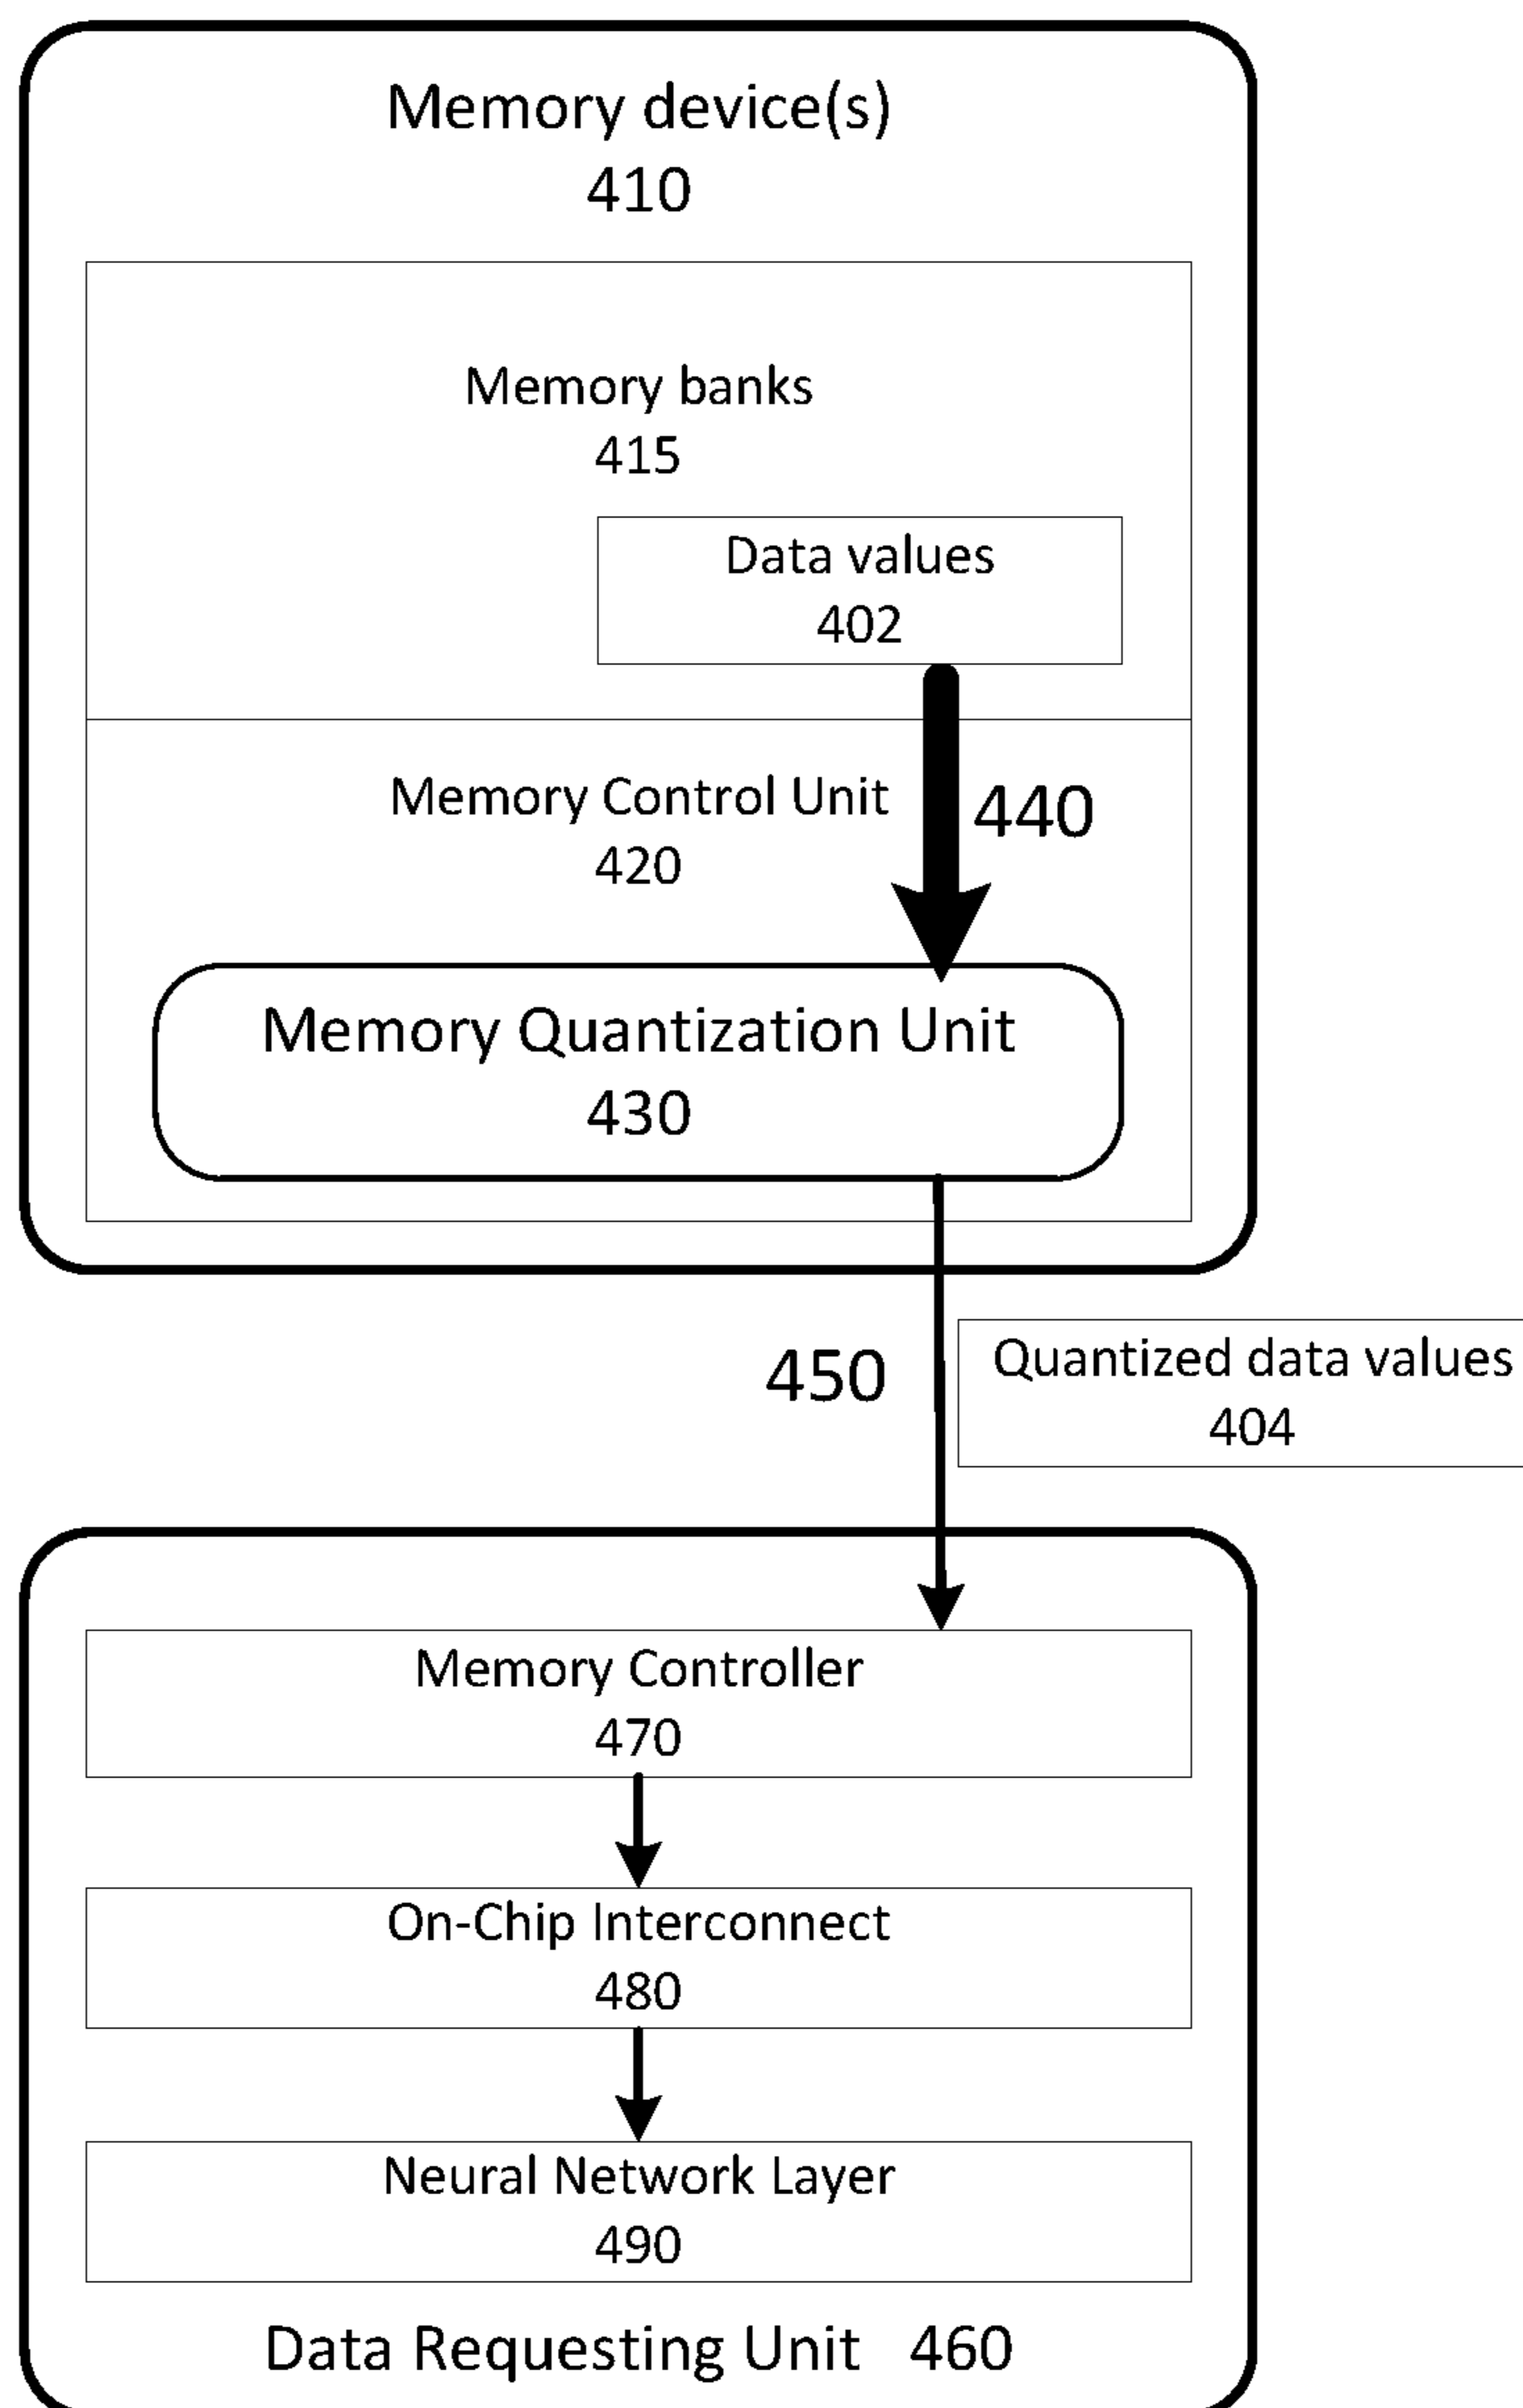 Memory device(s)
410
Memory banks
415
Data values
402
Memory Control Unit
420
440
Memory Quantization Unit
430
450
Quantized data values
404
Memory Controller
470
On-Chip Interconnect
480
Neural Network Layer
490
Data Requesting Unit 460